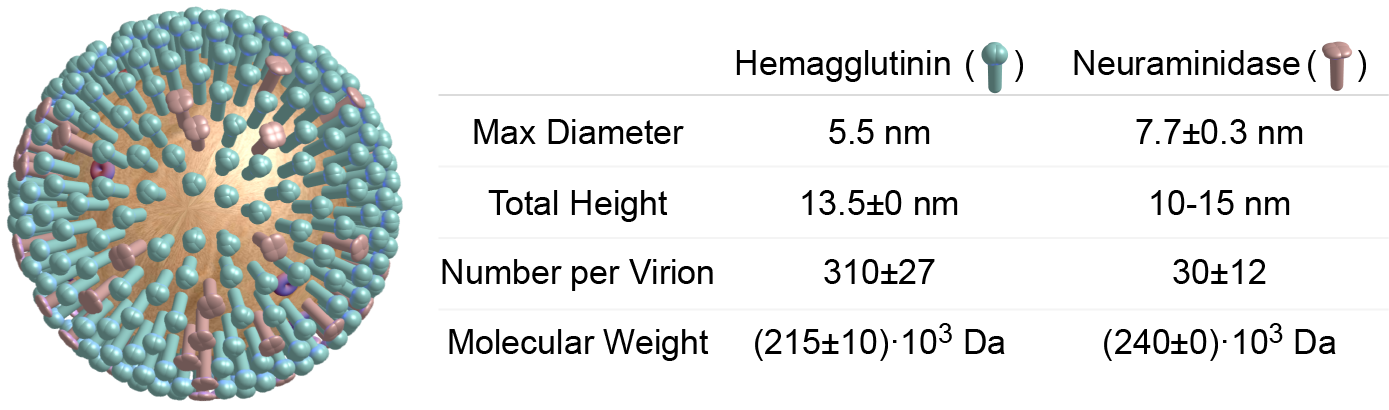 Hemagglutinin ( ) Neuraminidase ( )
Max Diameter 5.5 nm 7.7±0.3 nm
Total Height 13.5±0 nm 10-15 nm
Number per Virion 310±27 30±12
Molecular Weight (215±10)·10³ Da (240±0)·10³ Da